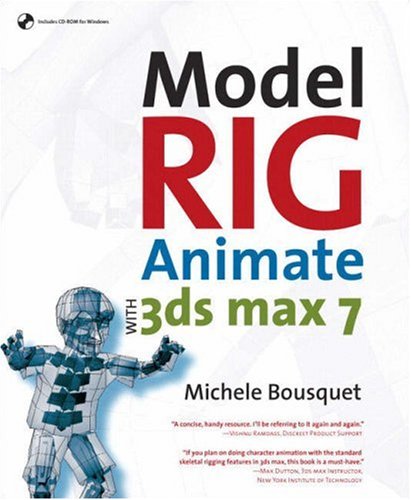 Includes CD-ROM for Windows
Model
RIG
Animate
WITH 3ds max 7
Michele Bousquet
"A concise, handy resource. I'll be referring to it again and again."
—Vishnu Ramdass, Discreet Product Support
"If you plan on doing character animation with the standard
skeletal rigging features in 3ds max, this book is a must-have."
—Max Dutton, 3ds max Instructor,
New York Institute of Technology